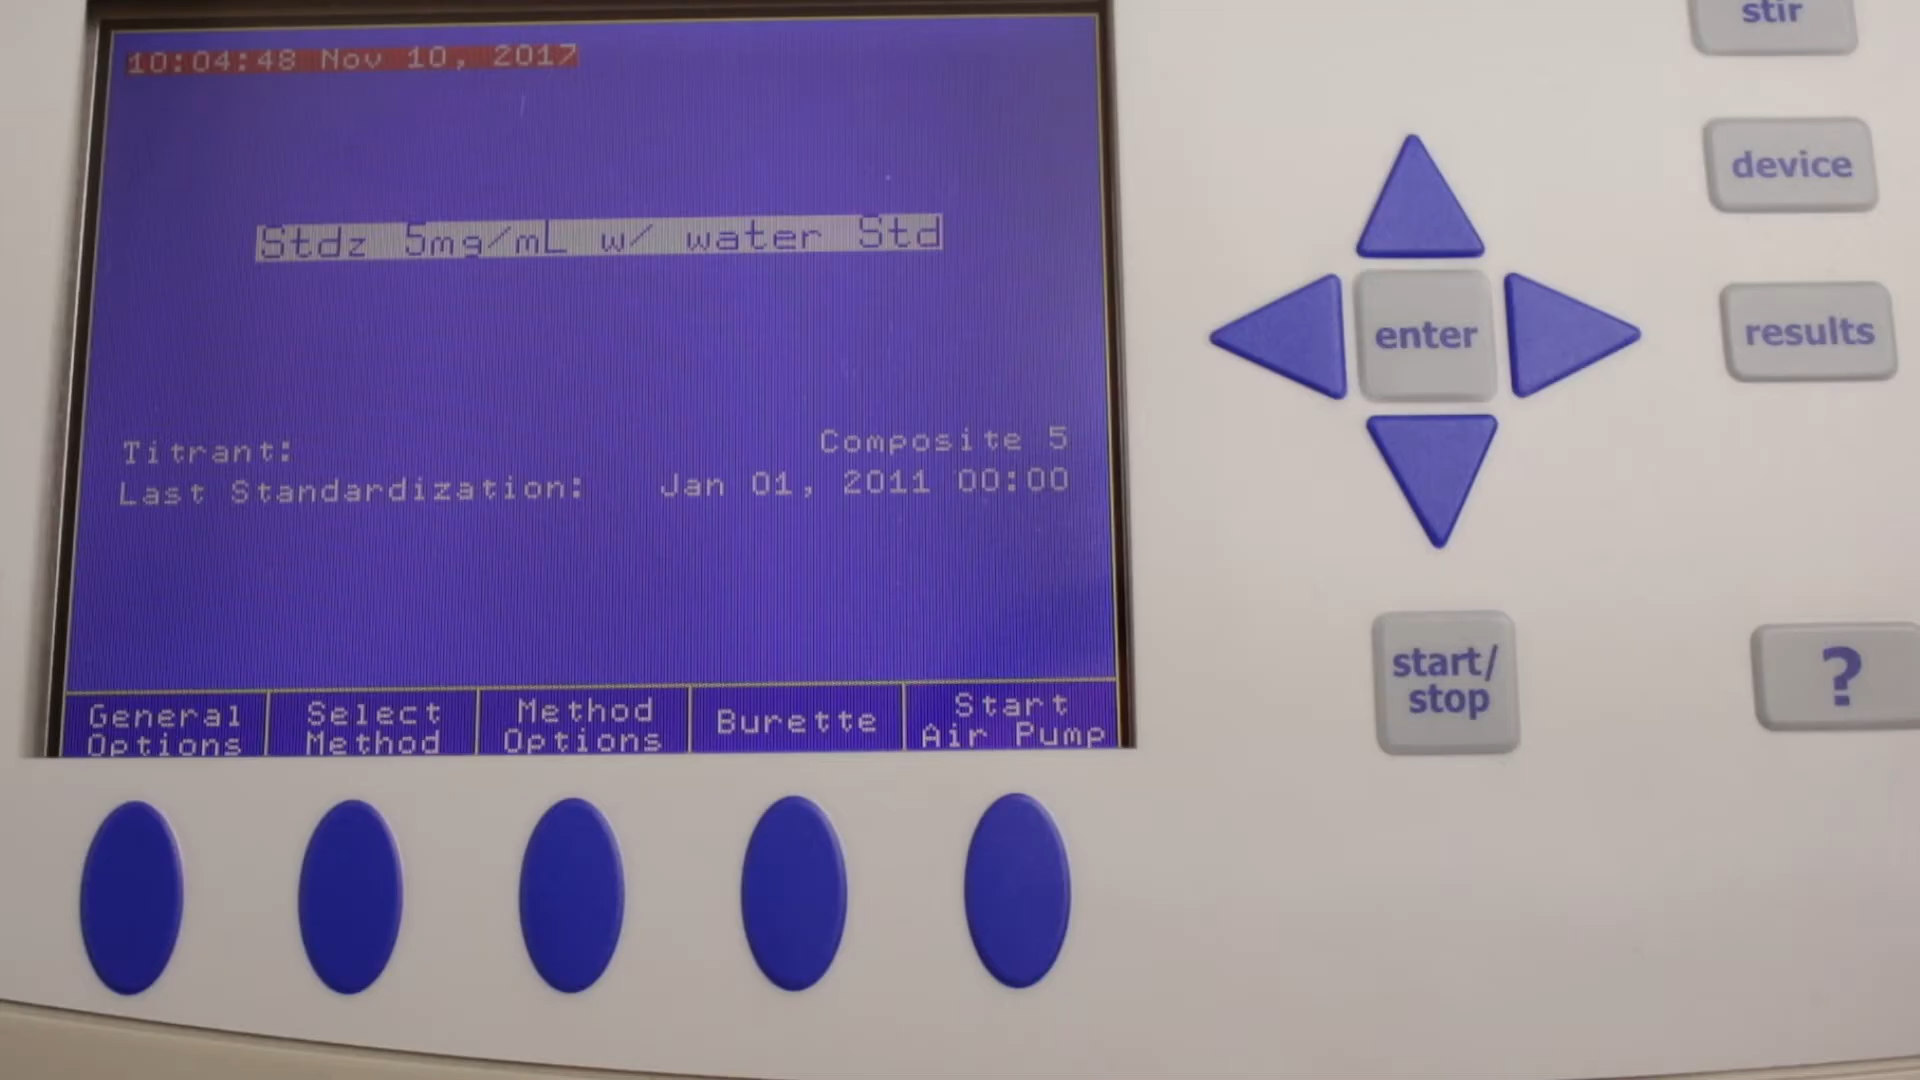 10:04:48 Nov 10, 2017
Stdz 5mg/mL w/ water Std
Titrant: Composite 5
Last Standardization: Jan 01, 2011 00:00
General Options
Select Method
Method Options
Burette
Start Air Pump
stir
device
enter
results
start/
stop
?